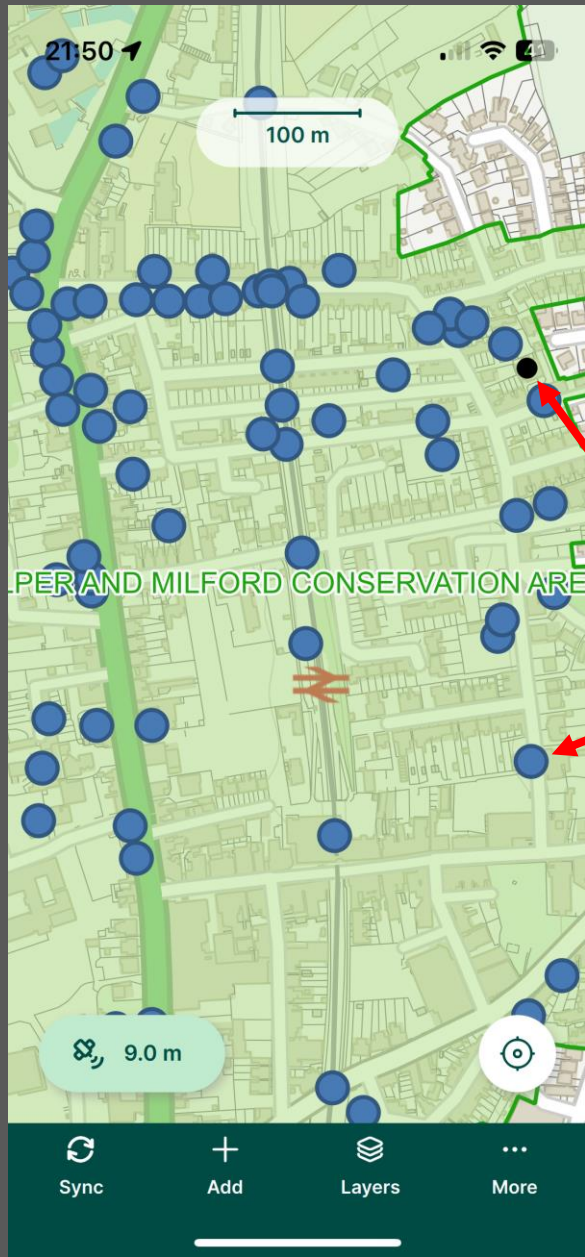 21:50
100 m
LPER AND MILFORD CONSERVATION ARE
9.0 m
Sync
Add
Layers
More